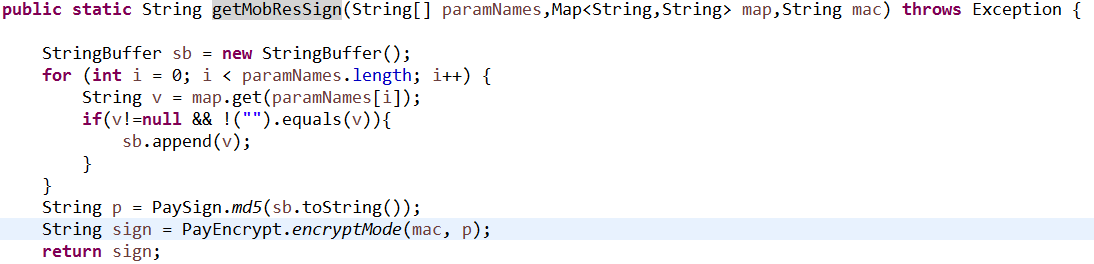 public static String getMobResSign(String[] paramNames,Map<String,String> map,String mac) throws Exception {
StringBuffer sb = new StringBuffer();
for (int i = 0; i < paramNames.length; i++) {
String v = map.get(paramNames[i]);
if(v!=null && !("").equals(v)){
sb.append(v);
}
}
String p = PaySign.md5(sb.toString());
String sign = PayEncrypt.encryptMode(mac, p);
return sign;